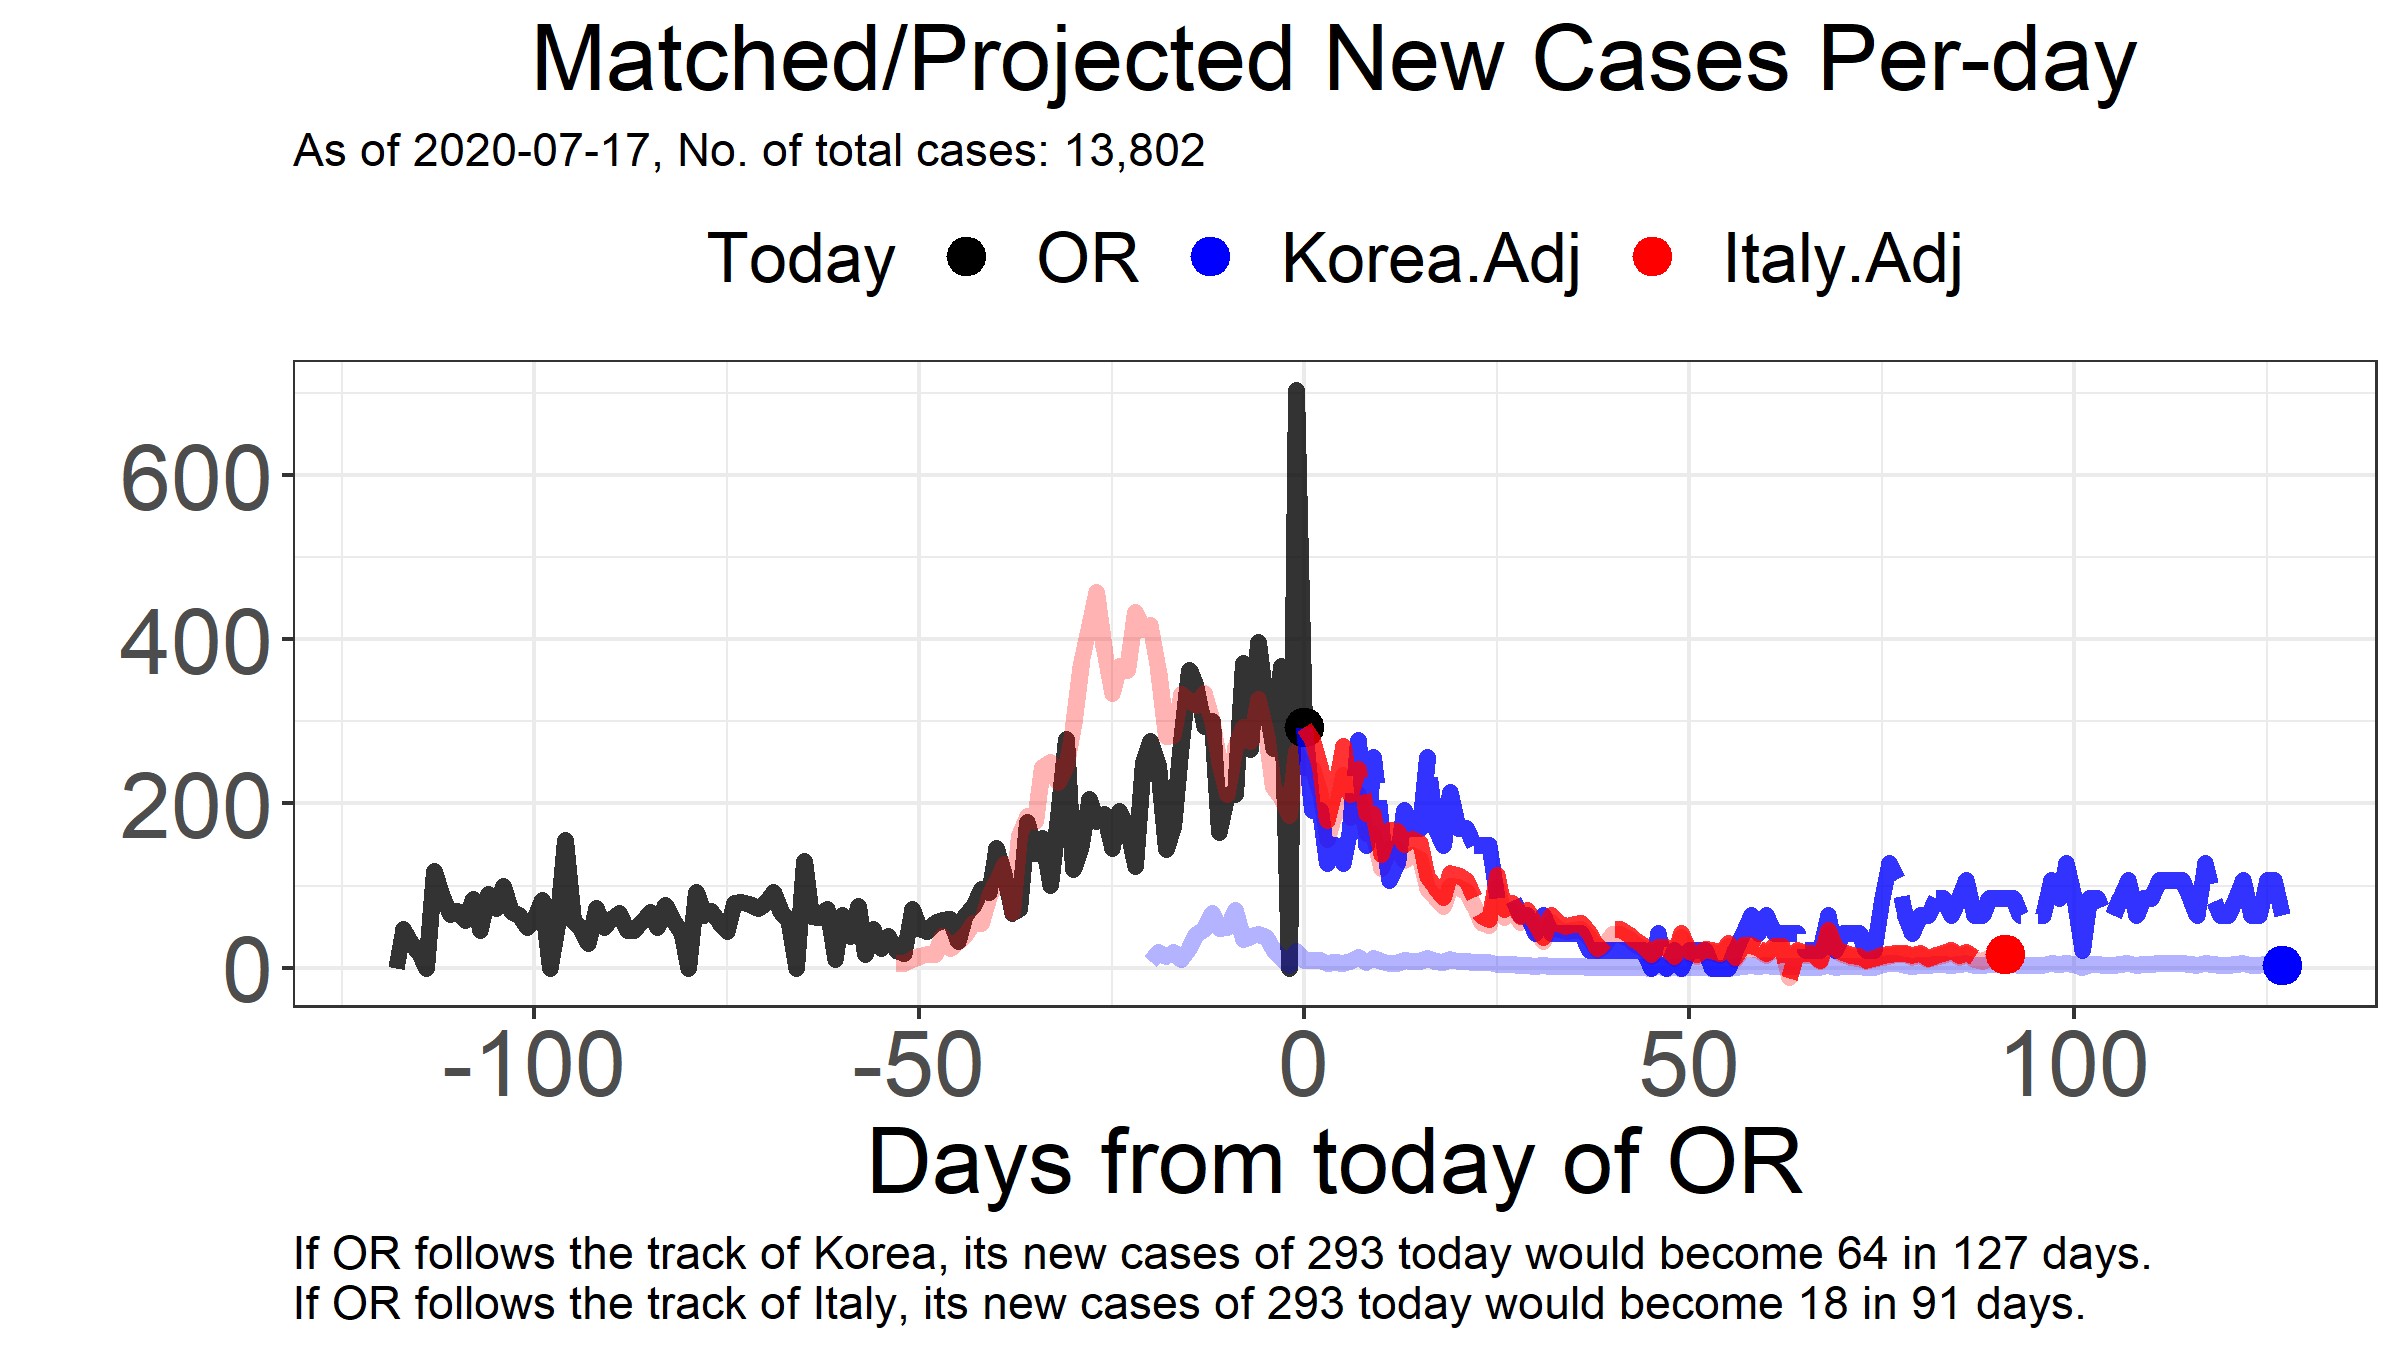 Matched/Projected New Cases Per-day
As of 2020-07-17, No. of total cases: 13,802
Today OR Korea.Adj Italy.Adj
600
400
200
0
-100 -50 0 50 100
Days from today of OR
If OR follows the track of Korea, its new cases of 293 today would become 64 in 127 days.
If OR follows the track of Italy, its new cases of 293 today would become 18 in 91 days.